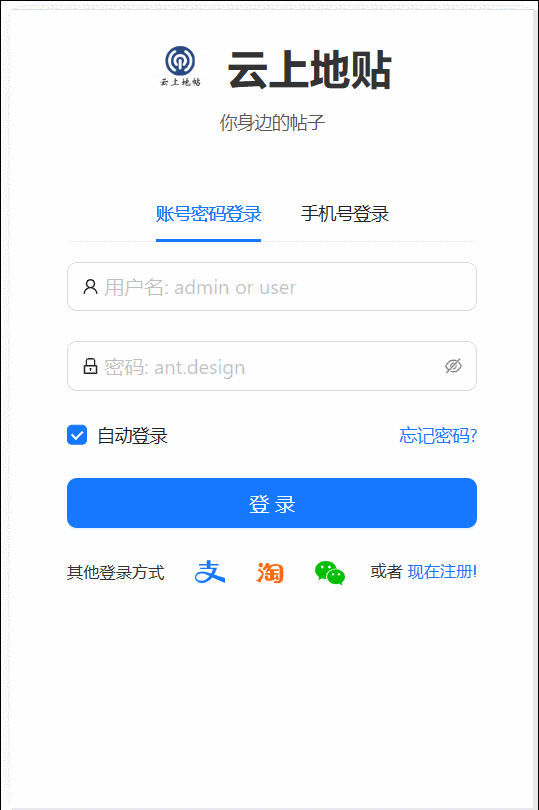 云上地帖
云上地贴
你身边的帖子
账号密码登录 手机号登录
用户名: admin or user
密码: ant.design
自动登录 忘记密码?
登 录
其他登录方式 支 淘 或者 现在注册!